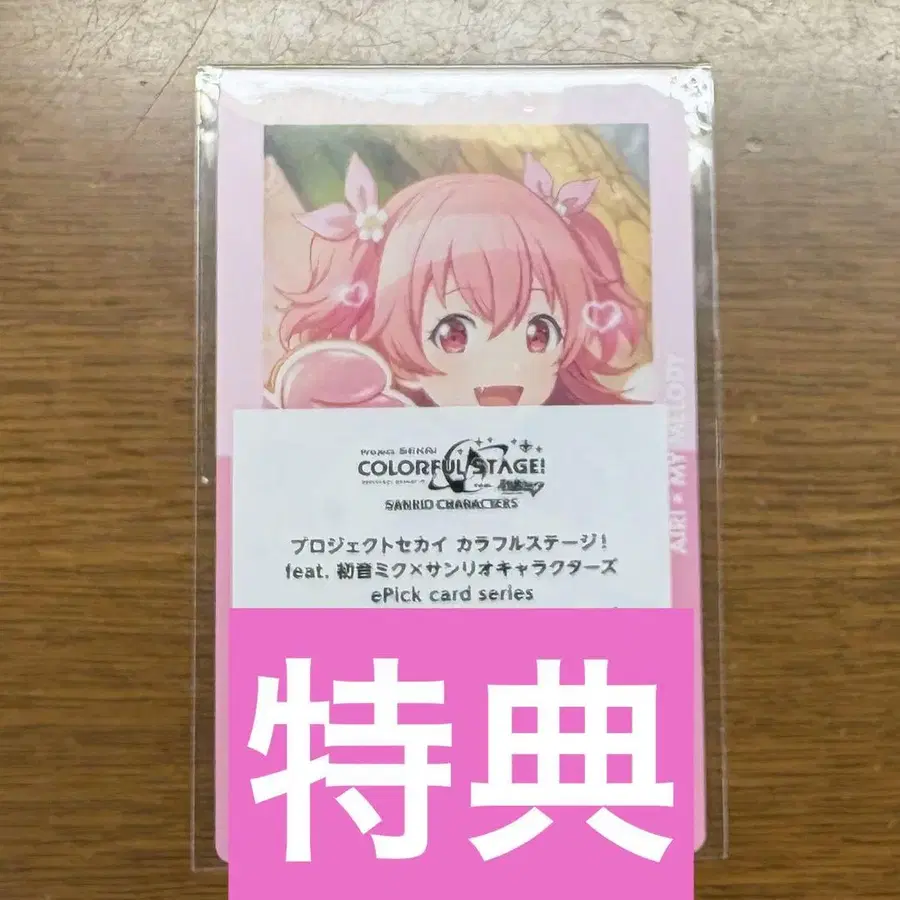 PROJECT SEKAI
COLORFUL STAGE!
SANRIO CHARACTERS
プロジェクトセカイ カラフルステージ!
feat. 初音ミク×サンリオキャラクターズ
ePick card series
AIRI × MY MELODY
特典